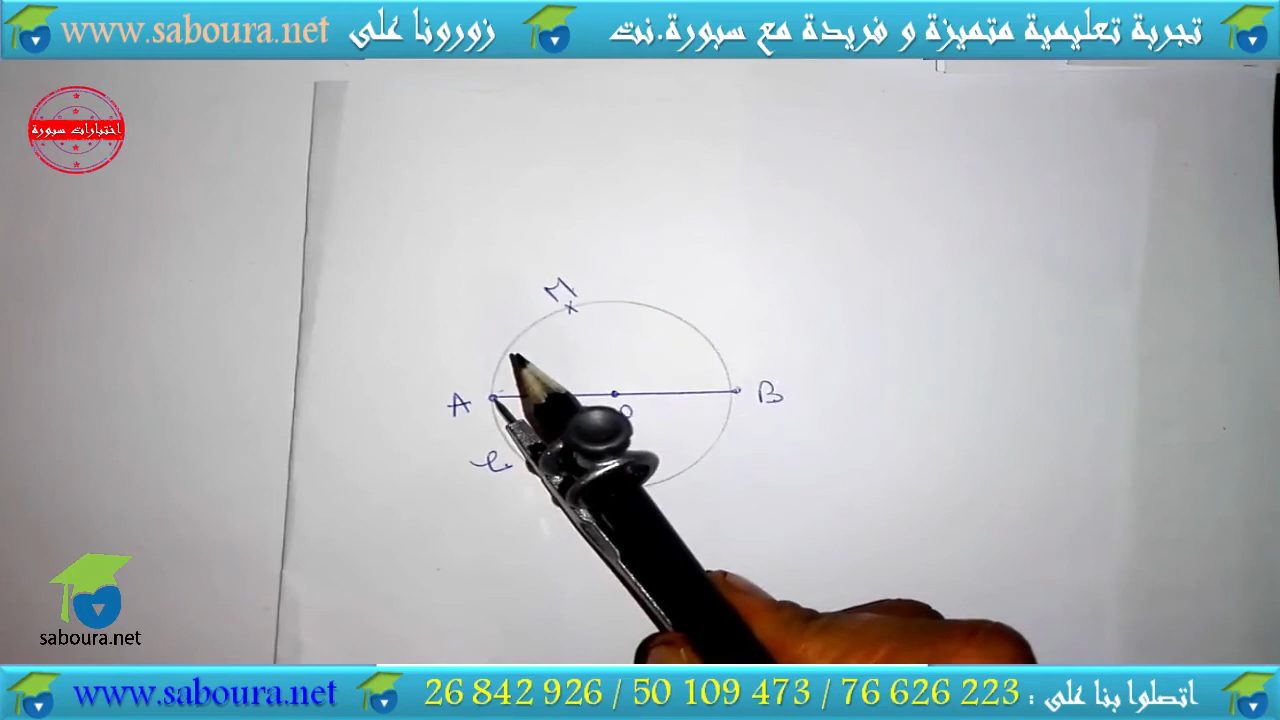 تجربة تعليمية متميزة و فريدة مع سبورة.نت زورونا على www.saboura.net
اختبارات سبورة
M
A B
O
saboura.net
اتصلوا بنا على : 26 842 926 / 50 109 473 / 76 626 223 www.saboura.net